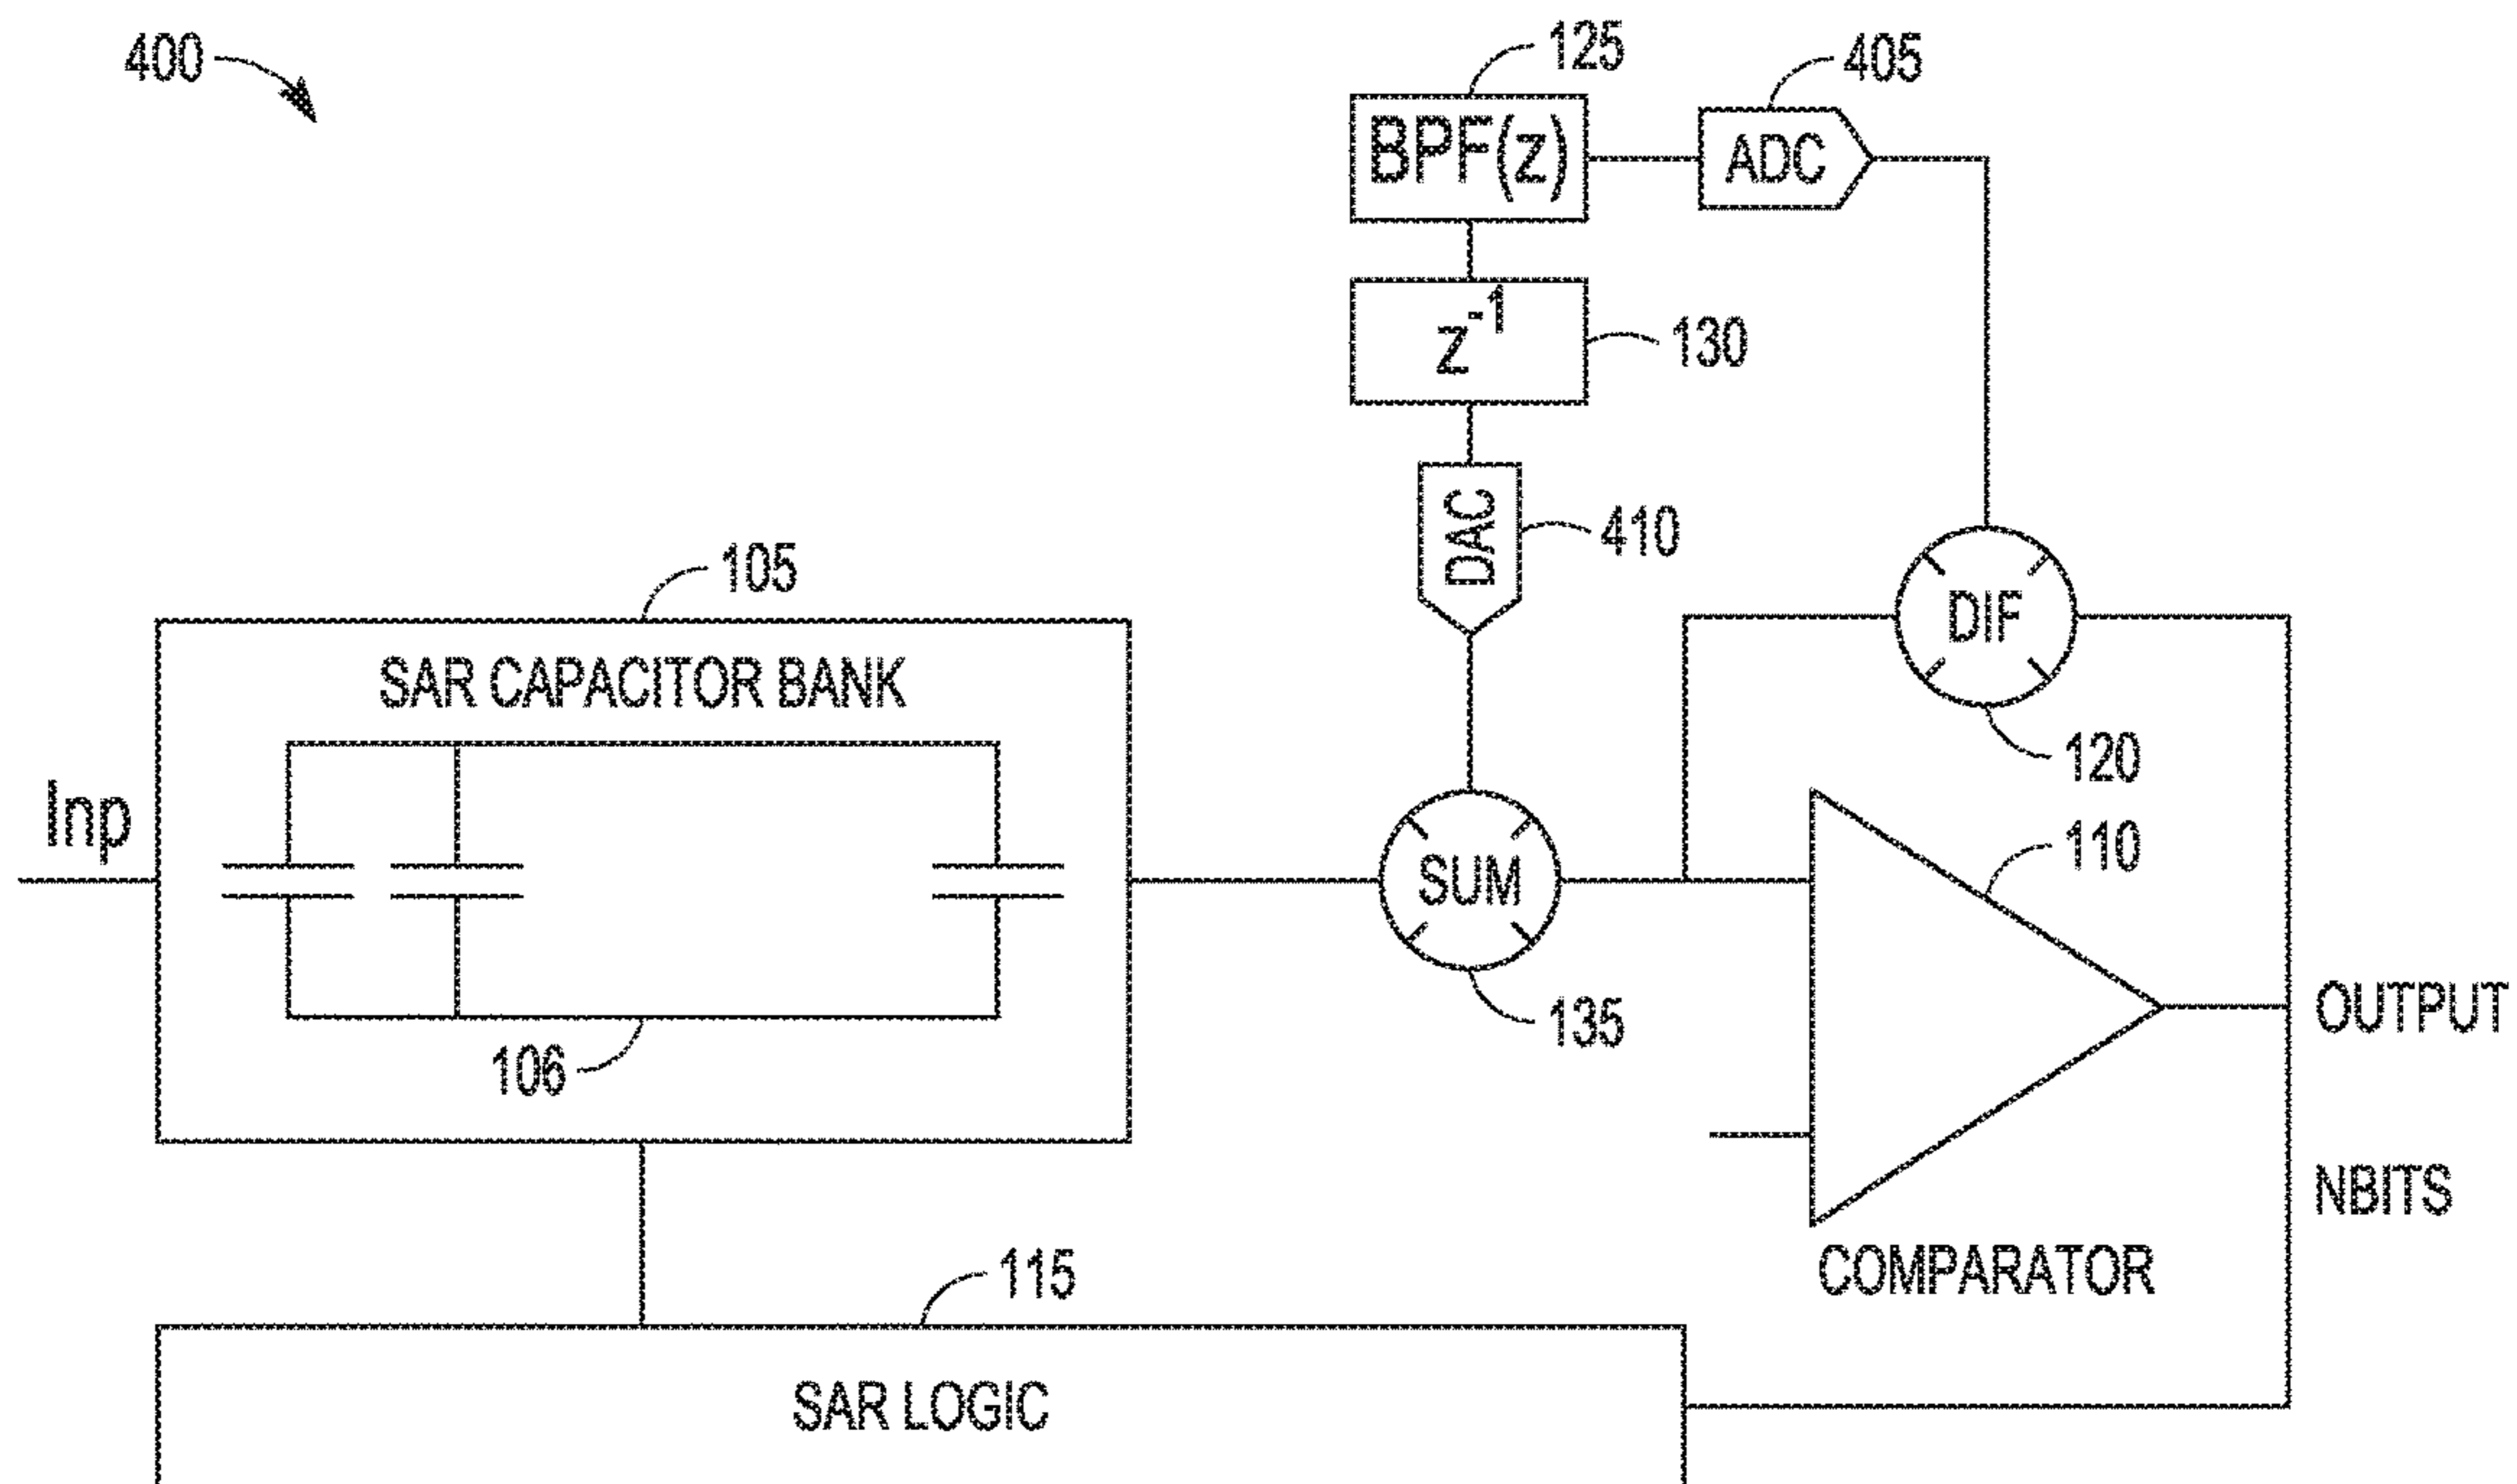 400
125
405
BPF(z)
ADC
z-1
130
DAC
410
105
SAR CAPACITOR BANK
DIF
120
Inp
110
SUM
135
106
OUTPUT
NBITS
COMPARATOR
115
SAR LOGIC